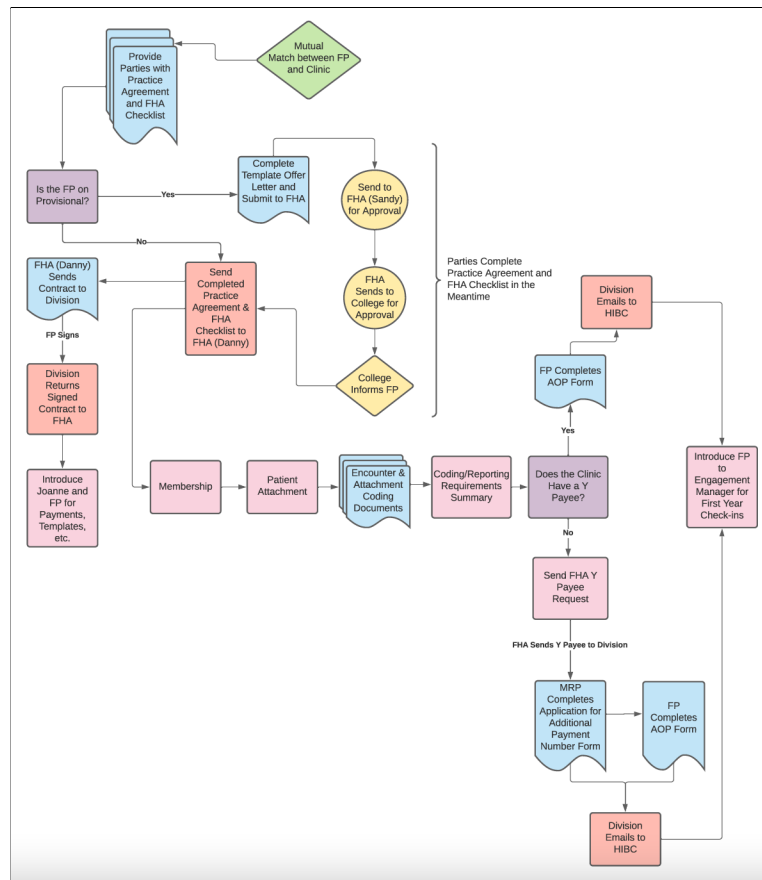 Mutual
Match between FP
and Clinic
Provide
Parties with
Practice
Agreement
and FHA
Checklist
Is the FP on
Provisional?
Yes
Complete
Template Offer
Letter and
Submit to FHA
Send to
FHA (Sandy)
for Approval
FHA
Sends to
College for
Approval
College
Informs FP
Parties Complete
Practice Agreement and
FHA Checklist in the
Meantime
No
Send
Completed
Practice
Agreement &
FHA
Checklist to
FHA (Danny)
FHA (Danny)
Sends
Contract to
Division
FP Signs
Division
Returns
Signed
Contract to
FHA
Introduce
Joanne and
FP for
Payments,
Templates,
etc.
Membership
Patient
Attachment
Encounter &
Attachment
Coding
Documents
Coding/Reporting
Requirements
Summary
Does the Clinic
Have a Y
Payee?
Yes
FP Completes
AOP Form
Division
Emails to
HIBC
Introduce FP
to
Engagement
Manager for
First Year
Check-ins
No
Send FHA Y
Payee
Request
FHA Sends Y Payee to Division
MRP
Completes
Application for
Additional
Payment
Number Form
FP
Completes
AOP Form
Division
Emails to
HIBC